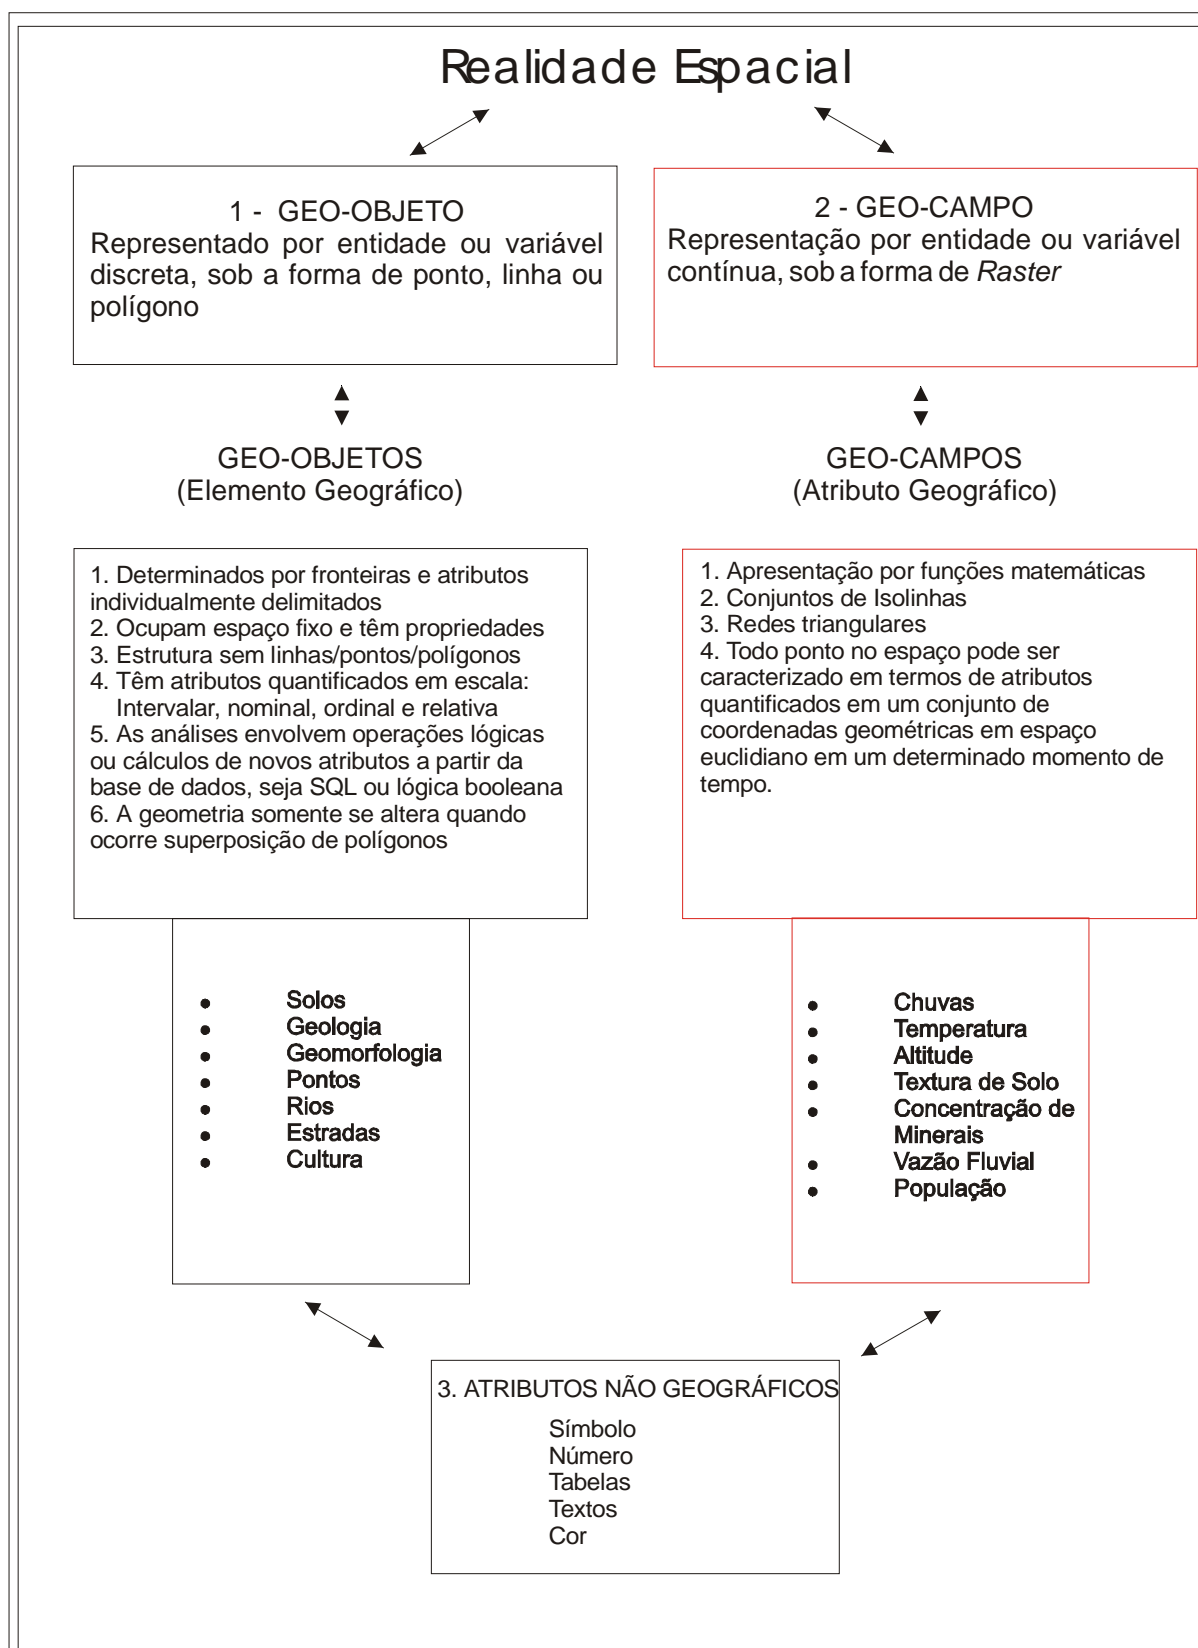 Realidade Espacial
1 - GEO-OBJETO
Representado por entidade ou variável
discreta, sob a forma de ponto, linha ou
polígono
2 - GEO-CAMPO
Representação por entidade ou variável
contínua, sob a forma de Raster
GEO-OBJETOS
(Elemento Geográfico)
GEO-CAMPOS
(Atributo Geográfico)
1. Determinados por fronteiras e atributos
individualmente delimitados
2. Ocupam espaço fixo e têm propriedades
3. Estrutura sem linhas/pontos/polígonos
4. Têm atributos quantificados em escala:
Intervalar, nominal, ordinal e relativa
5. As análises envolvem operações lógicas
ou cálculos de novos atributos a partir da
base de dados, seja SQL ou lógica booleana
6. A geometria somente se altera quando
ocorre superposição de polígonos
1. Apresentação por funções matemáticas
2. Conjuntos de Isolinhas
3. Redes triangulares
4. Todo ponto no espaço pode ser
caracterizado em termos de atributos
quantificados em um conjunto de
coordenadas geométricas em espaço
euclidiano em um determinado momento de
tempo.
• Solos
• Geologia
• Geomorfologia
• Pontos
• Rios
• Estradas
• Cultura
• Chuvas
• Temperatura
• Altitude
• Textura de Solo
• Concentração de
Minerais
• Vazão Fluvial
• População
3. ATRIBUTOS NÃO GEOGRÁFICOS
Símbolo
Número
Tabelas
Textos
Cor